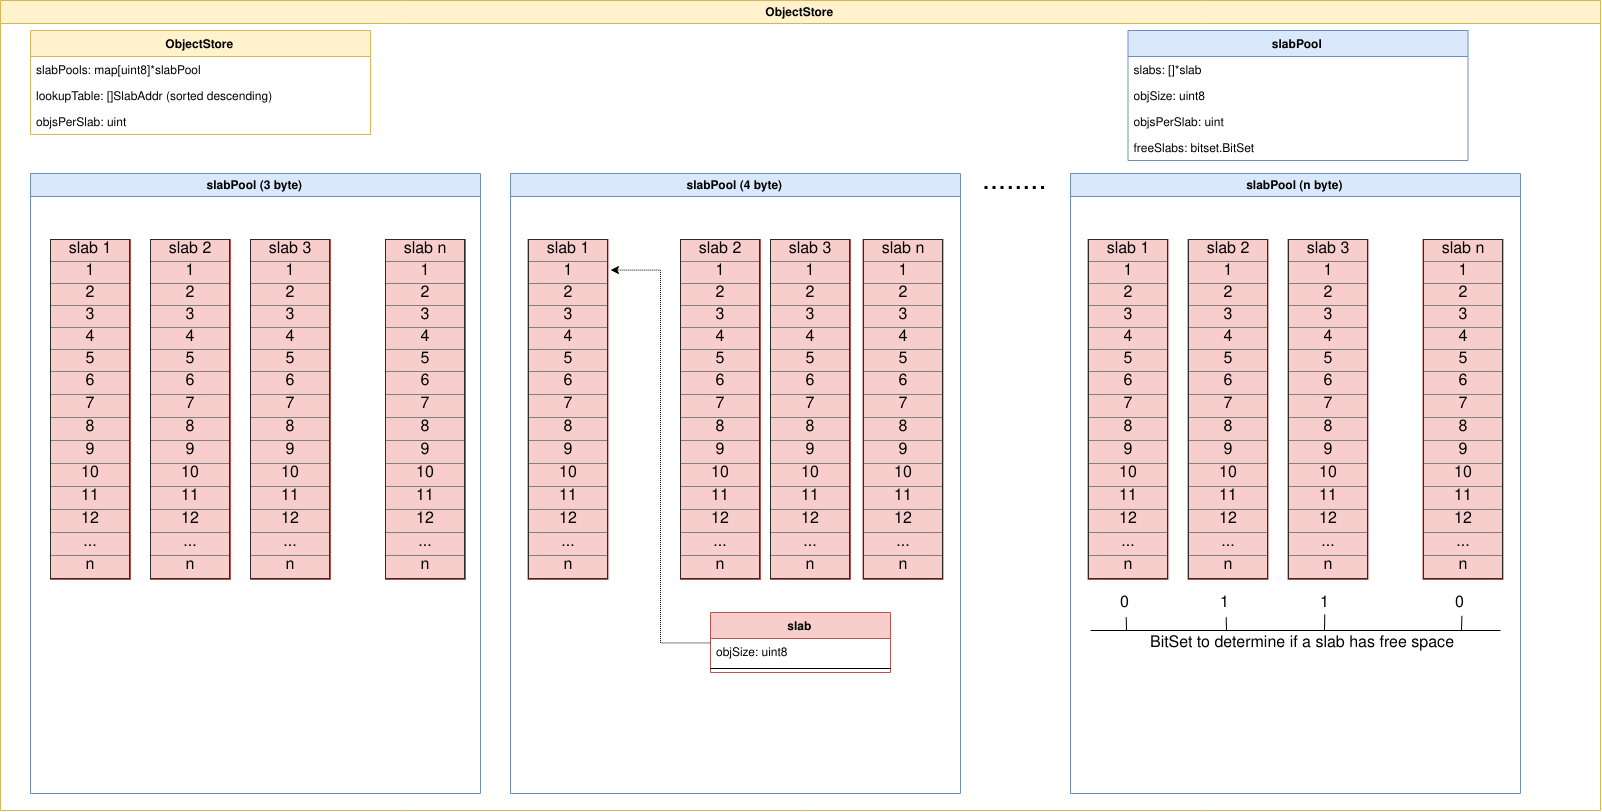 ObjectStore
ObjectStore
slabPools: map[uint8]*slabPool
lookupTable: []SlabAddr (sorted descending)
objsPerSlab: uint
slabPool
slabs: []*slab
objSize: uint8
objsPerSlab: uint
freeSlabs: bitset.BitSet
slabPool (3 byte)
slab 1 slab 2 slab 3 slab n
1 1 1 1
2 2 2 2
3 3 3 3
4 4 4 4
5 5 5 5
6 6 6 6
7 7 7 7
8 8 8 8
9 9 9 9
10 10 10 10
11 11 11 11
12 12 12 12
... ... ... ...
n n n n
slabPool (4 byte)
slab 1 slab 2 slab 3 slab n
1 1 1 1
2 2 2 2
3 3 3 3
4 4 4 4
5 5 5 5
6 6 6 6
7 7 7 7
8 8 8 8
9 9 9 9
10 10 10 10
11 11 11 11
12 12 12 12
... ... ... ...
n n n n
slab
objSize: uint8
........
slabPool (n byte)
slab 1 slab 2 slab 3 slab n
1 1 1 1
2 2 2 2
3 3 3 3
4 4 4 4
5 5 5 5
6 6 6 6
7 7 7 7
8 8 8 8
9 9 9 9
10 10 10 10
11 11 11 11
12 12 12 12
... ... ... ...
n n n n
0 1 1 0
BitSet to determine if a slab has free space